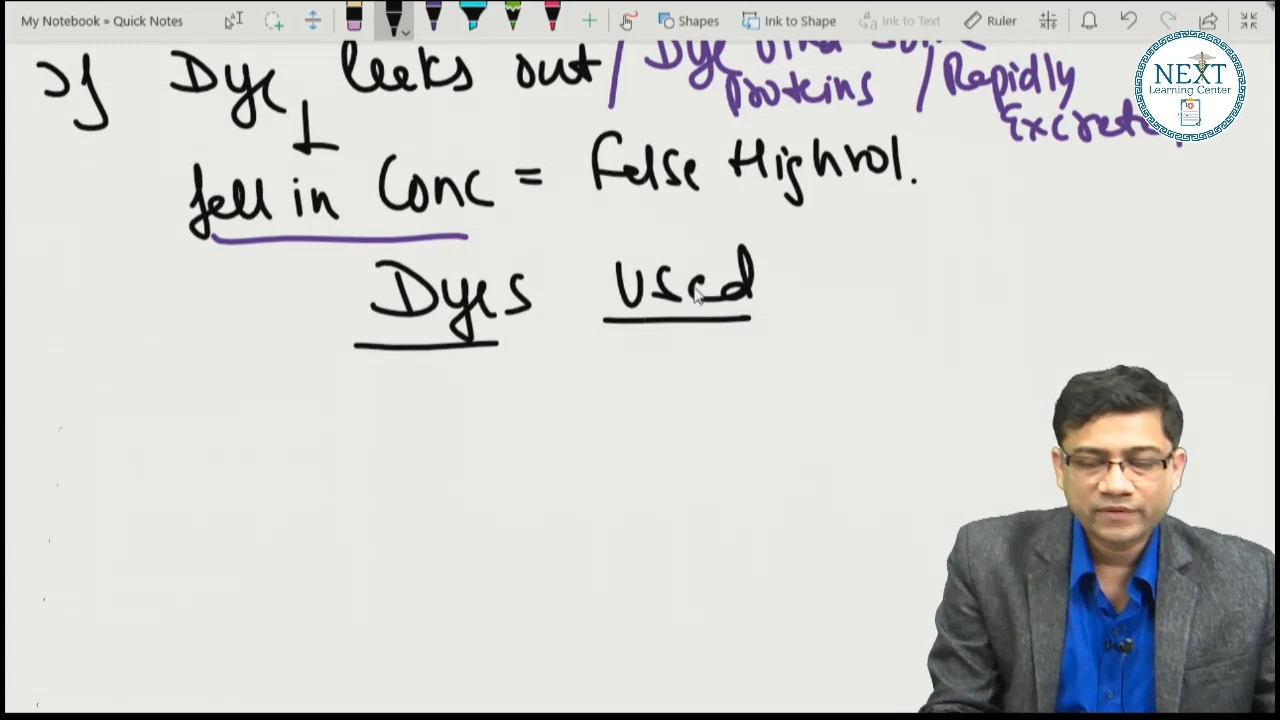 My Notebook » Quick Notes
Shapes
Ink to Shape
Ink to Text
Ruler
NEXT
Learning Center
If Dye leeks out / Dye proteins / Rapidly
Excrete
fall in Conc = False High vol.
Dyes Used